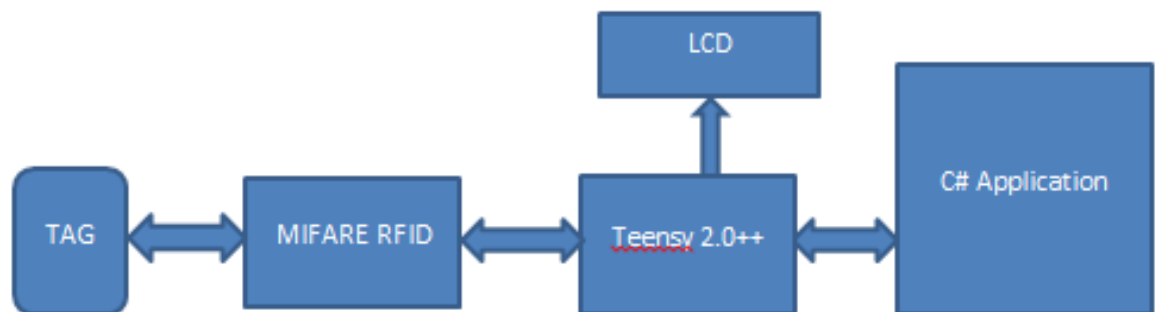 LCD
C# Application
TAG
MIFARE RFID
Teensy 2.0++